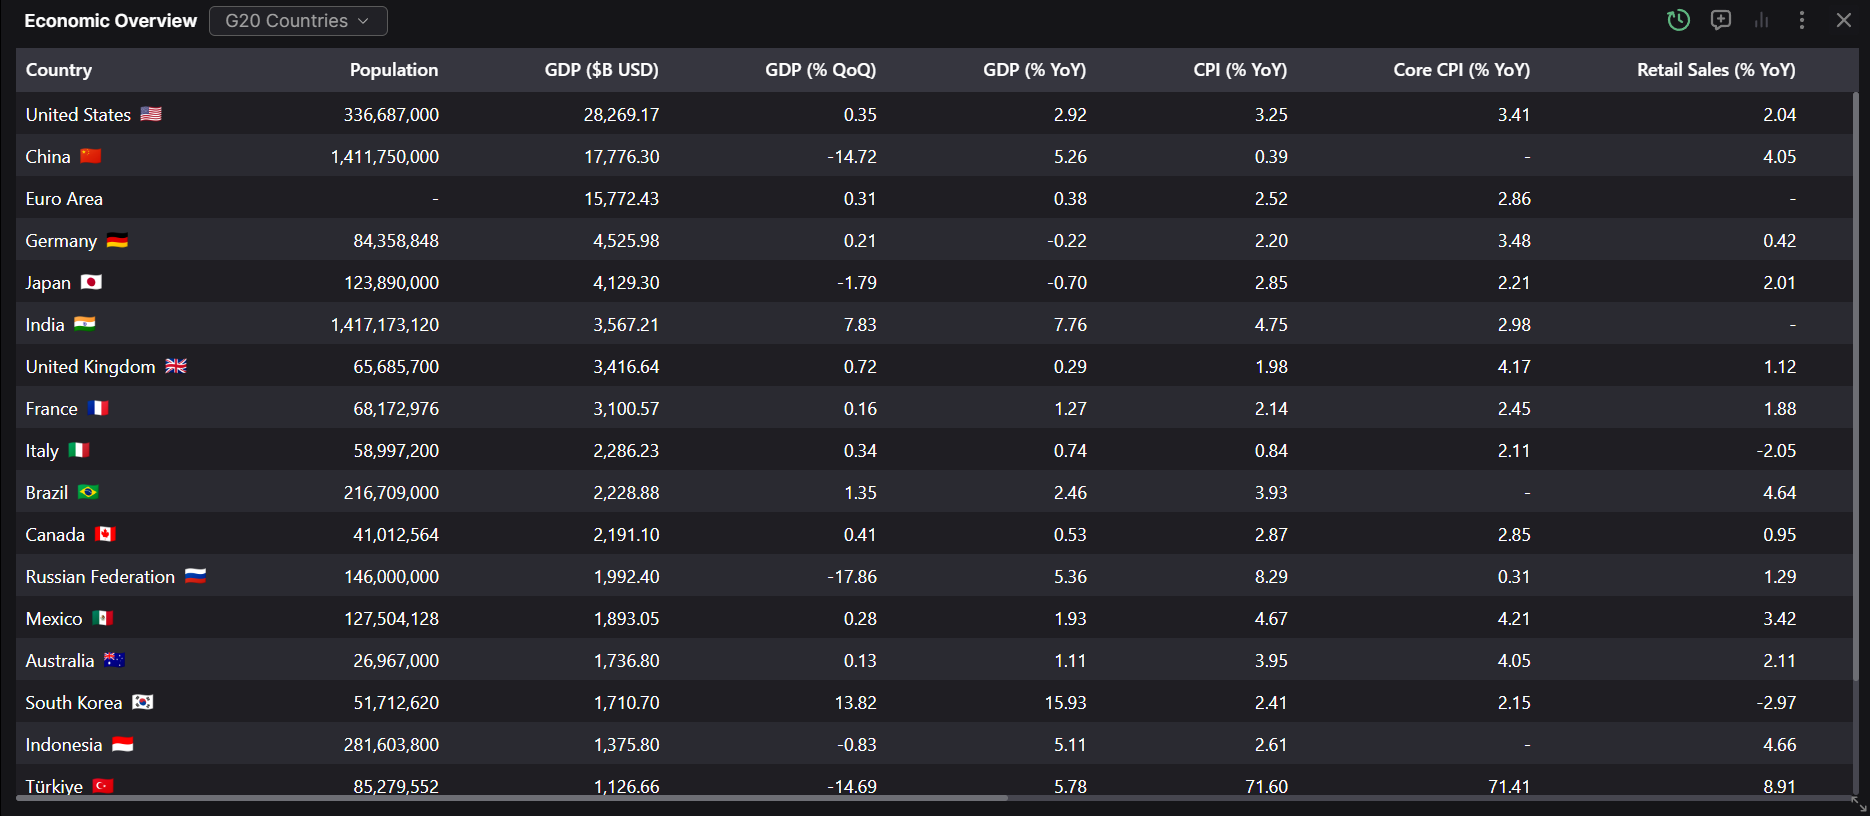 Economic Overview G20 Countries
Country Population GDP ($B USD) GDP (% QoQ) GDP (% YoY) CPI (% YoY) Core CPI (% YoY) Retail Sales (% YoY)
United States 336,687,000 28,269.17 0.35 2.92 3.25 3.41 2.04
China 1,411,750,000 17,776.30 -14.72 5.26 0.39 - 4.05
Euro Area - 15,772.43 0.31 0.38 2.52 2.86 -
Germany 84,358,848 4,525.98 0.21 -0.22 2.20 3.48 0.42
Japan 123,890,000 4,129.30 -1.79 -0.70 2.85 2.21 2.01
India 1,417,173,120 3,567.21 7.83 7.76 4.75 2.98 -
United Kingdom 65,685,700 3,416.64 0.72 0.29 1.98 4.17 1.12
France 68,172,976 3,100.57 0.16 1.27 2.14 2.45 1.88
Italy 58,997,200 2,286.23 0.34 0.74 0.84 2.11 -2.05
Brazil 216,709,000 2,228.88 1.35 2.46 3.93 - 4.64
Canada 41,012,564 2,191.10 0.41 0.53 2.87 2.85 0.95
Russian Federation 146,000,000 1,992.40 -17.86 5.36 8.29 0.31 1.29
Mexico 127,504,128 1,893.05 0.28 1.93 4.67 4.21 3.42
Australia 26,967,000 1,736.80 0.13 1.11 3.95 4.05 2.11
South Korea 51,712,620 1,710.70 13.82 15.93 2.41 2.15 -2.97
Indonesia 281,603,800 1,375.80 -0.83 5.11 2.61 - 4.66
Türkiye 85,279,552 1,126.66 -14.69 5.78 71.60 71.41 8.91